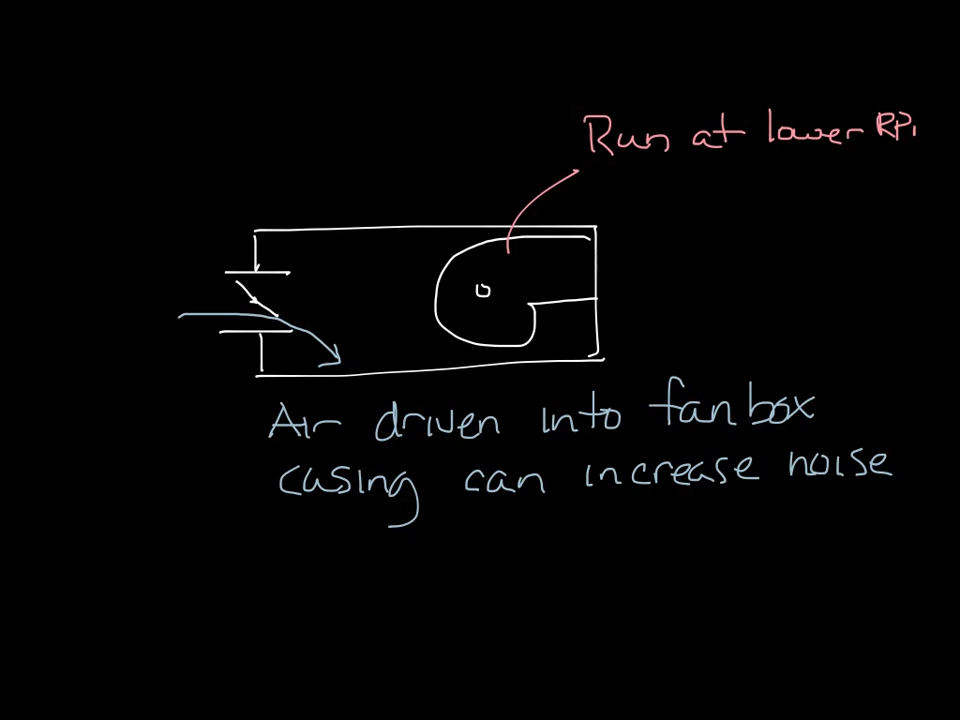 Run at lower RP
Air driven into fan box
casing can increase noise